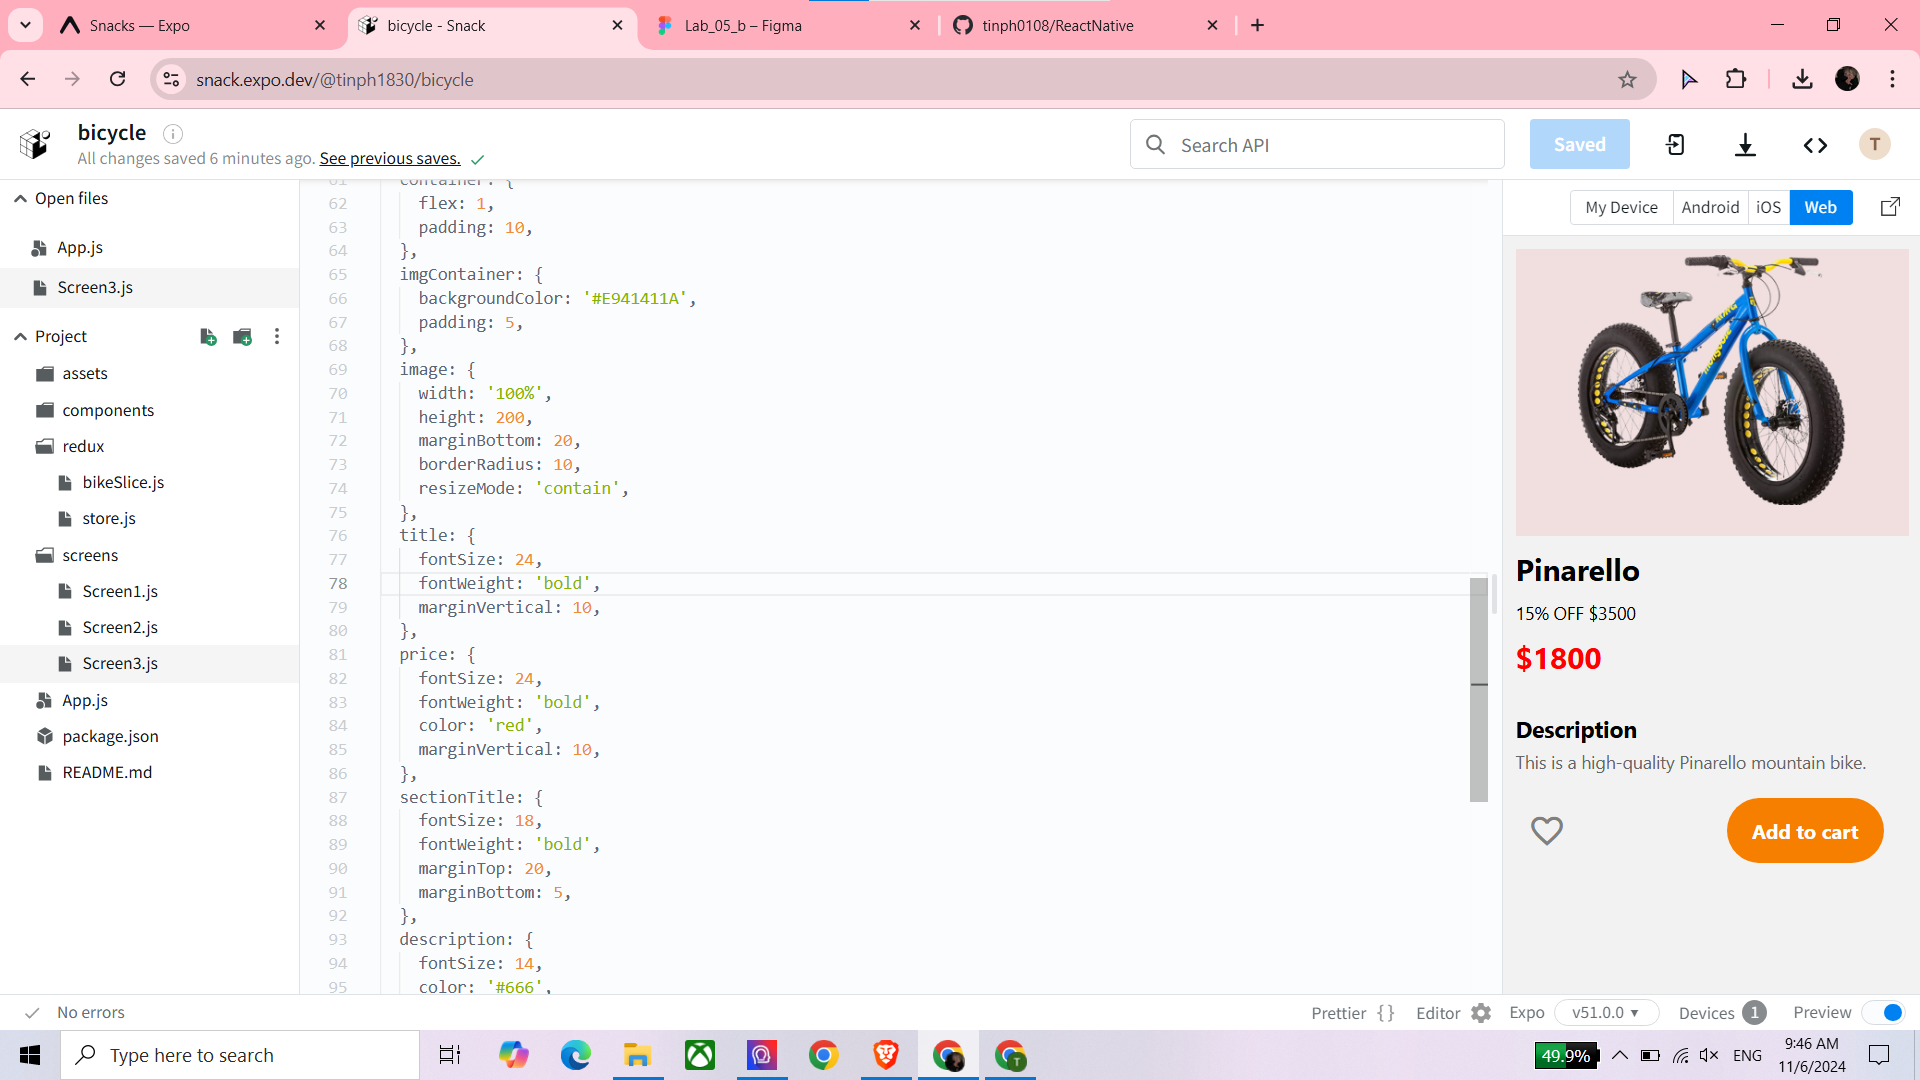 Snacks — Expo
bicycle - Snack
Lab_05_b – Figma
tinph0108/ReactNative
snack.expo.dev/@tinph1830/bicycle
bicycle
All changes saved 6 minutes ago. See previous saves.
Search API
Saved
T
Open files
App.js
Screen3.js
Project
assets
components
redux
bikeSlice.js
store.js
screens
Screen1.js
Screen2.js
Screen3.js
App.js
package.json
README.md
61 container: {
62 flex: 1,
63 padding: 10,
64 },
65 imgContainer: {
66 backgroundColor: '#E941411A',
67 padding: 5,
68 },
69 image: {
70 width: '100%',
71 height: 200,
72 marginBottom: 20,
73 borderRadius: 10,
74 resizeMode: 'contain',
75 },
76 title: {
77 fontSize: 24,
78 fontWeight: 'bold',
79 marginVertical: 10,
80 },
81 price: {
82 fontSize: 24,
83 fontWeight: 'bold',
84 color: 'red',
85 marginVertical: 10,
86 },
87 sectionTitle: {
88 fontSize: 18,
89 fontWeight: 'bold',
90 marginTop: 20,
91 marginBottom: 5,
92 },
93 description: {
94 fontSize: 14,
95 color: '#666',
My Device Android iOS Web
Pinarello
15% OFF $3500
$1800
Description
This is a high-quality Pinarello mountain bike.
Add to cart
No errors
Prettier {} Editor Expo v51.0.0 Devices 1 Preview
Type here to search
49.9%
ENG
9:46 AM
11/6/2024